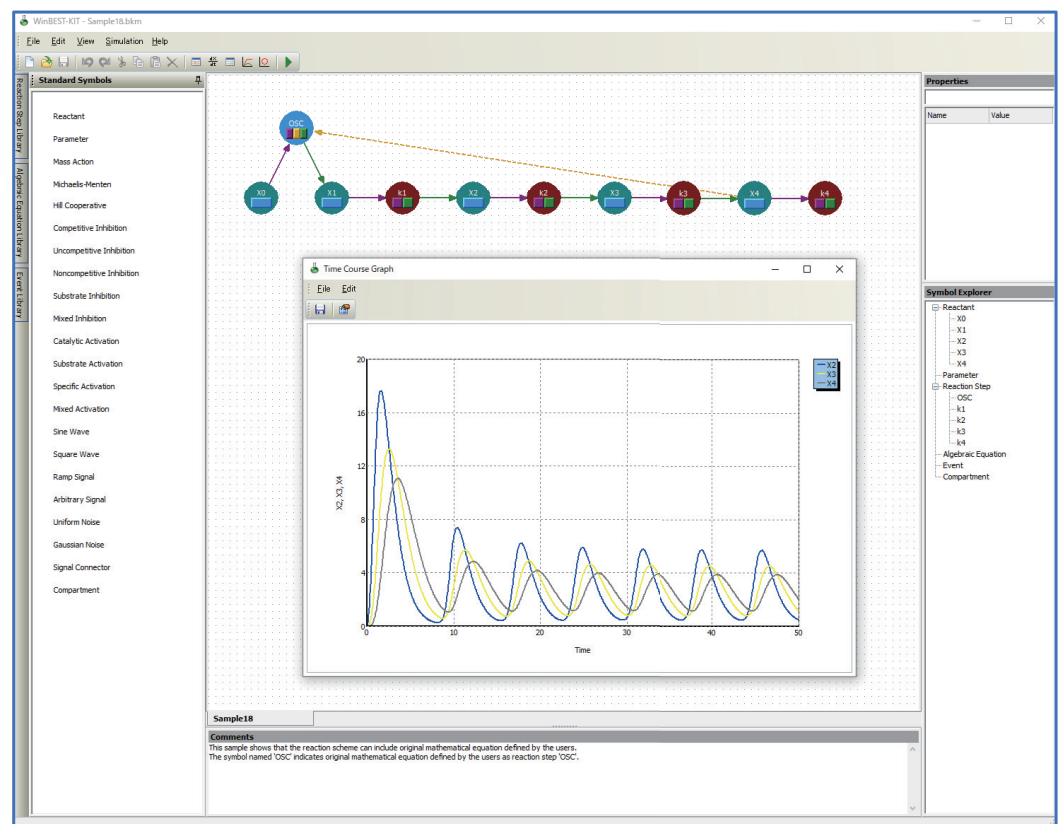 WinBEST-KIT - Sample18.bkm
File Edit View Simulation Help
Reaction Step Library
Algebraic Equation Library
Event Library
Standard Symbols
Reactant
Parameter
Mass Action
Michaelis-Menten
Hill Cooperative
Competitive Inhibition
Uncompetitive Inhibition
Noncompetitive Inhibition
Substrate Inhibition
Mixed Inhibition
Catalytic Activation
Substrate Activation
Specific Activation
Mixed Activation
Sine Wave
Square Wave
Ramp Signal
Arbitrary Signal
Uniform Noise
Gaussian Noise
Signal Connector
Compartment
OSC
X0 X1 k1 X2 k2 X3 k3 X4 k4
Time Course Graph
File Edit
X2, X3, X4
20
16
12
8
4
0
0 10 20 30 40 50
Time
X2
X3
X4
Sample18
Comments
This sample shows that the reaction scheme can include original mathematical equation defined by the users.
The symbol named 'OSC' indicates original mathematical equation defined by the users as reaction step 'OSC'.
Properties
Name Value
Symbol Explorer
Reactant
X0
X1
X2
X3
X4
Parameter
Reaction Step
OSC
k1
k2
k3
k4
Algebraic Equation
Event
Compartment